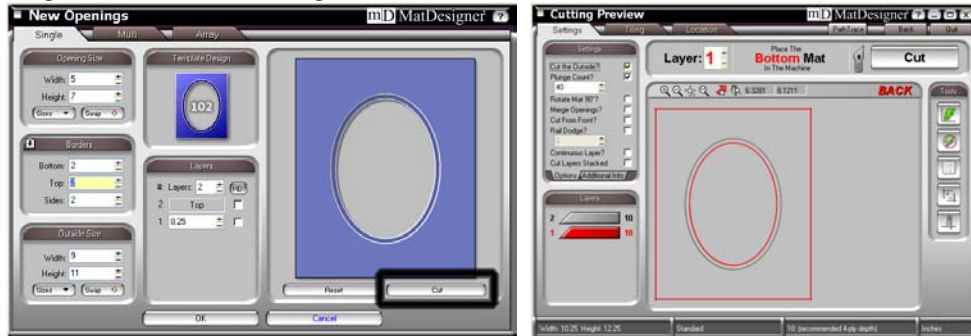 New Openings
mD MatDesigner ?
Single Multi Array
Opening Size
Width: 5
Height: 7
Sizes Swap
Borders
Bottom: 2
Top: 2
Sides: 2
Outside Size
Width: 9
Height: 11
Sizes Swap
Template Design
102
Layers
#: Layers: 2
2 Top
1 0.25
Reset Cut
OK Cancel
Cutting Preview
mD MatDesigner ?
Settings Tiling Location
PathTrace Back Quit
Settings
Cut the Outside?
Plunge Count?
40
Rotate Mat 90°?
Merge Openings?
Cut From Front?
Rail Dodge?
Continuous Layer?
Cut Layers Stacked
Options Additional Info
Layers
2 10
1 10
Layer: 1
Place The
Bottom Mat
In The Machine
Cut
BACK
Tools
Width: 10.25 Height: 12.25
Standard
10 (recommended 4-ply depth)
Inches